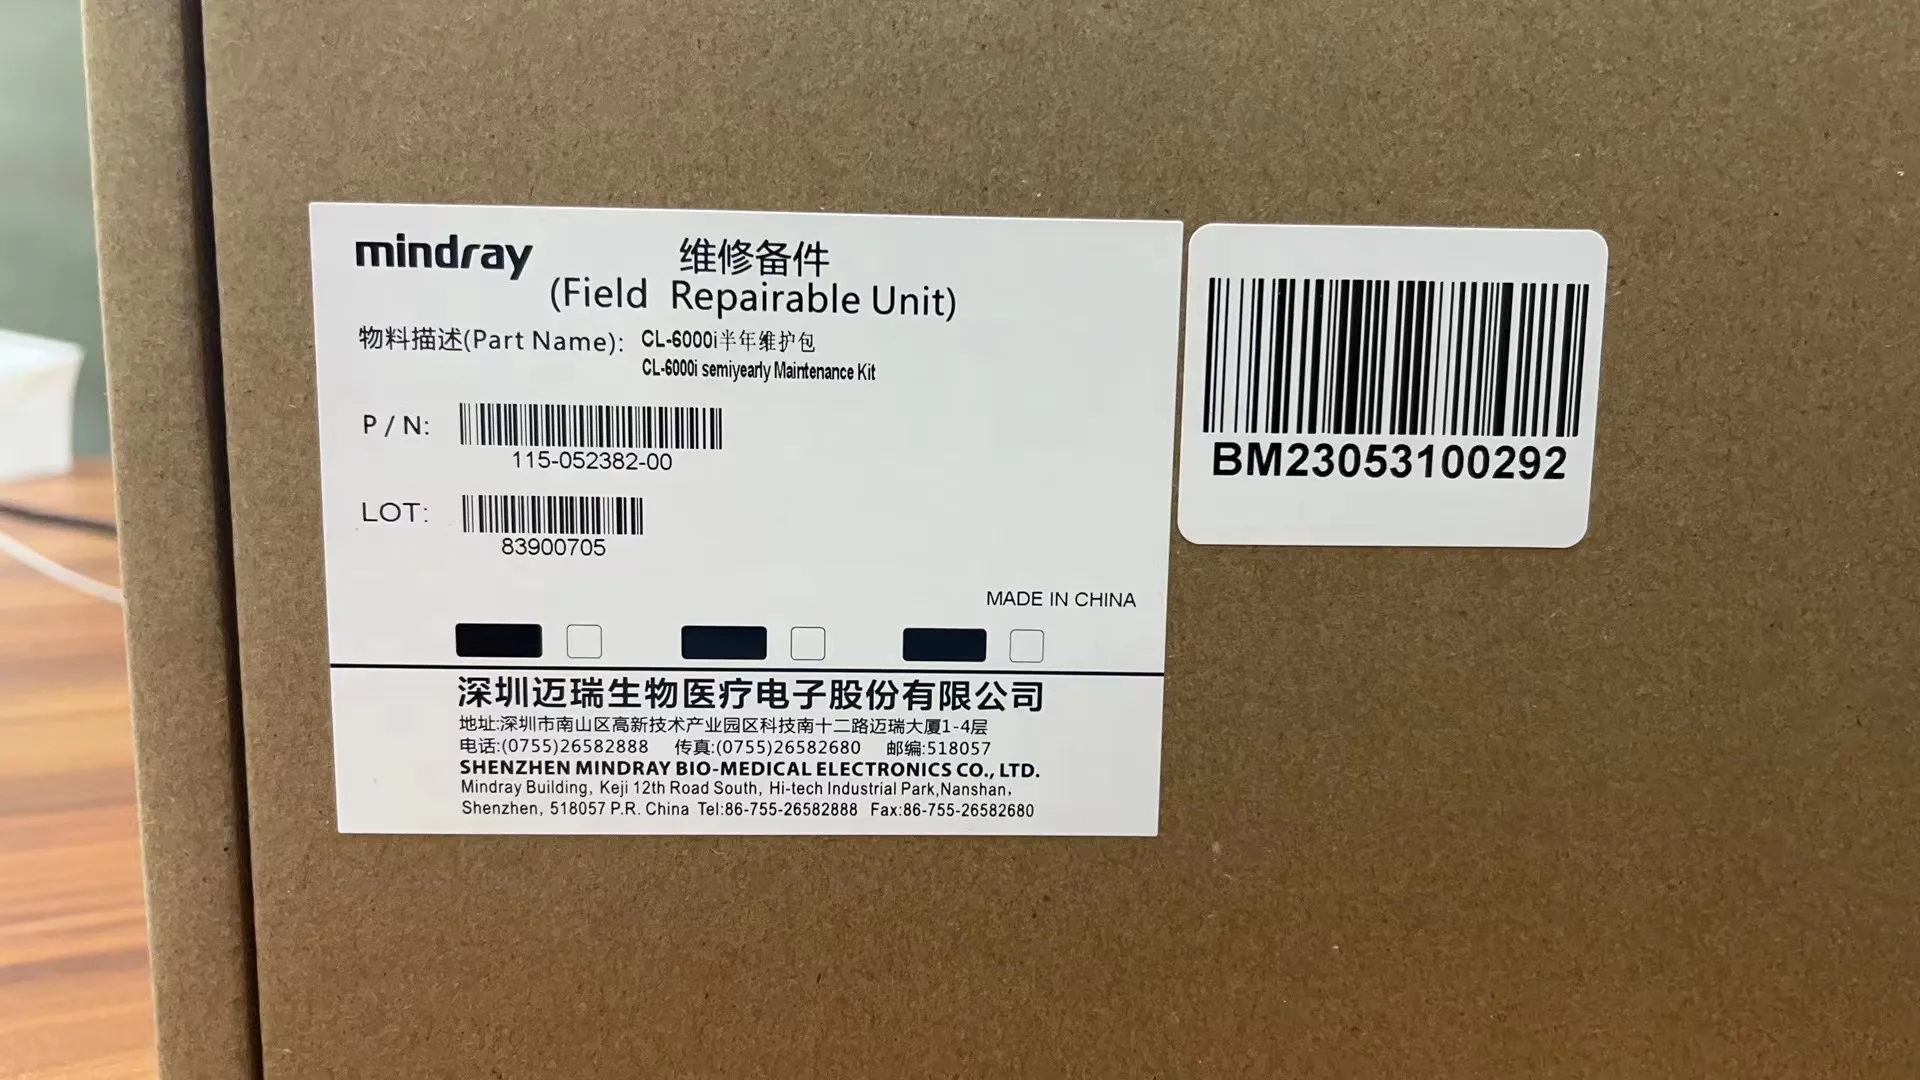 mindray
维修备件
(Field Repairable Unit)
物料描述(Part Name): CL-6000i半年维护包
CL-6000i semiyearly Maintenance Kit
P / N:
115-052382-00
LOT:
83900705
MADE IN CHINA
深圳迈瑞生物医疗电子股份有限公司
地址:深圳市南山区高新技术产业园区科技南十二路迈瑞大厦1-4层
电话:(0755)26582888 传真:(0755)26582680 邮编:518057
SHENZHEN MINDRAY BIO-MEDICAL ELECTRONICS CO., LTD.
Mindray Building, Keji 12th Road South, Hi-tech Industrial Park,Nanshan,
Shenzhen, 518057 P.R. China Tel:86-755-26582888 Fax:86-755-26582680
BM23053100292